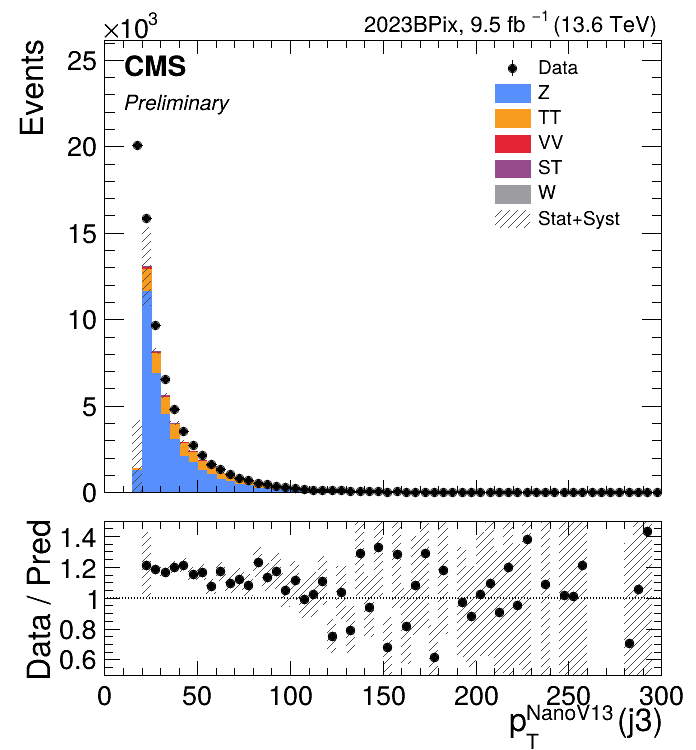 ×10³
2023BPix, 9.5 fb ⁻¹ (13.6 TeV)
Events
25
20
15
10
5
0
CMS
Preliminary
Data
Z
TT
VV
ST
W
Stat+Syst
Data / Pred
1.4
1.2
1
0.8
0.6
0 50 100 150 200 250 300
p_T^NanoV13 (j3)